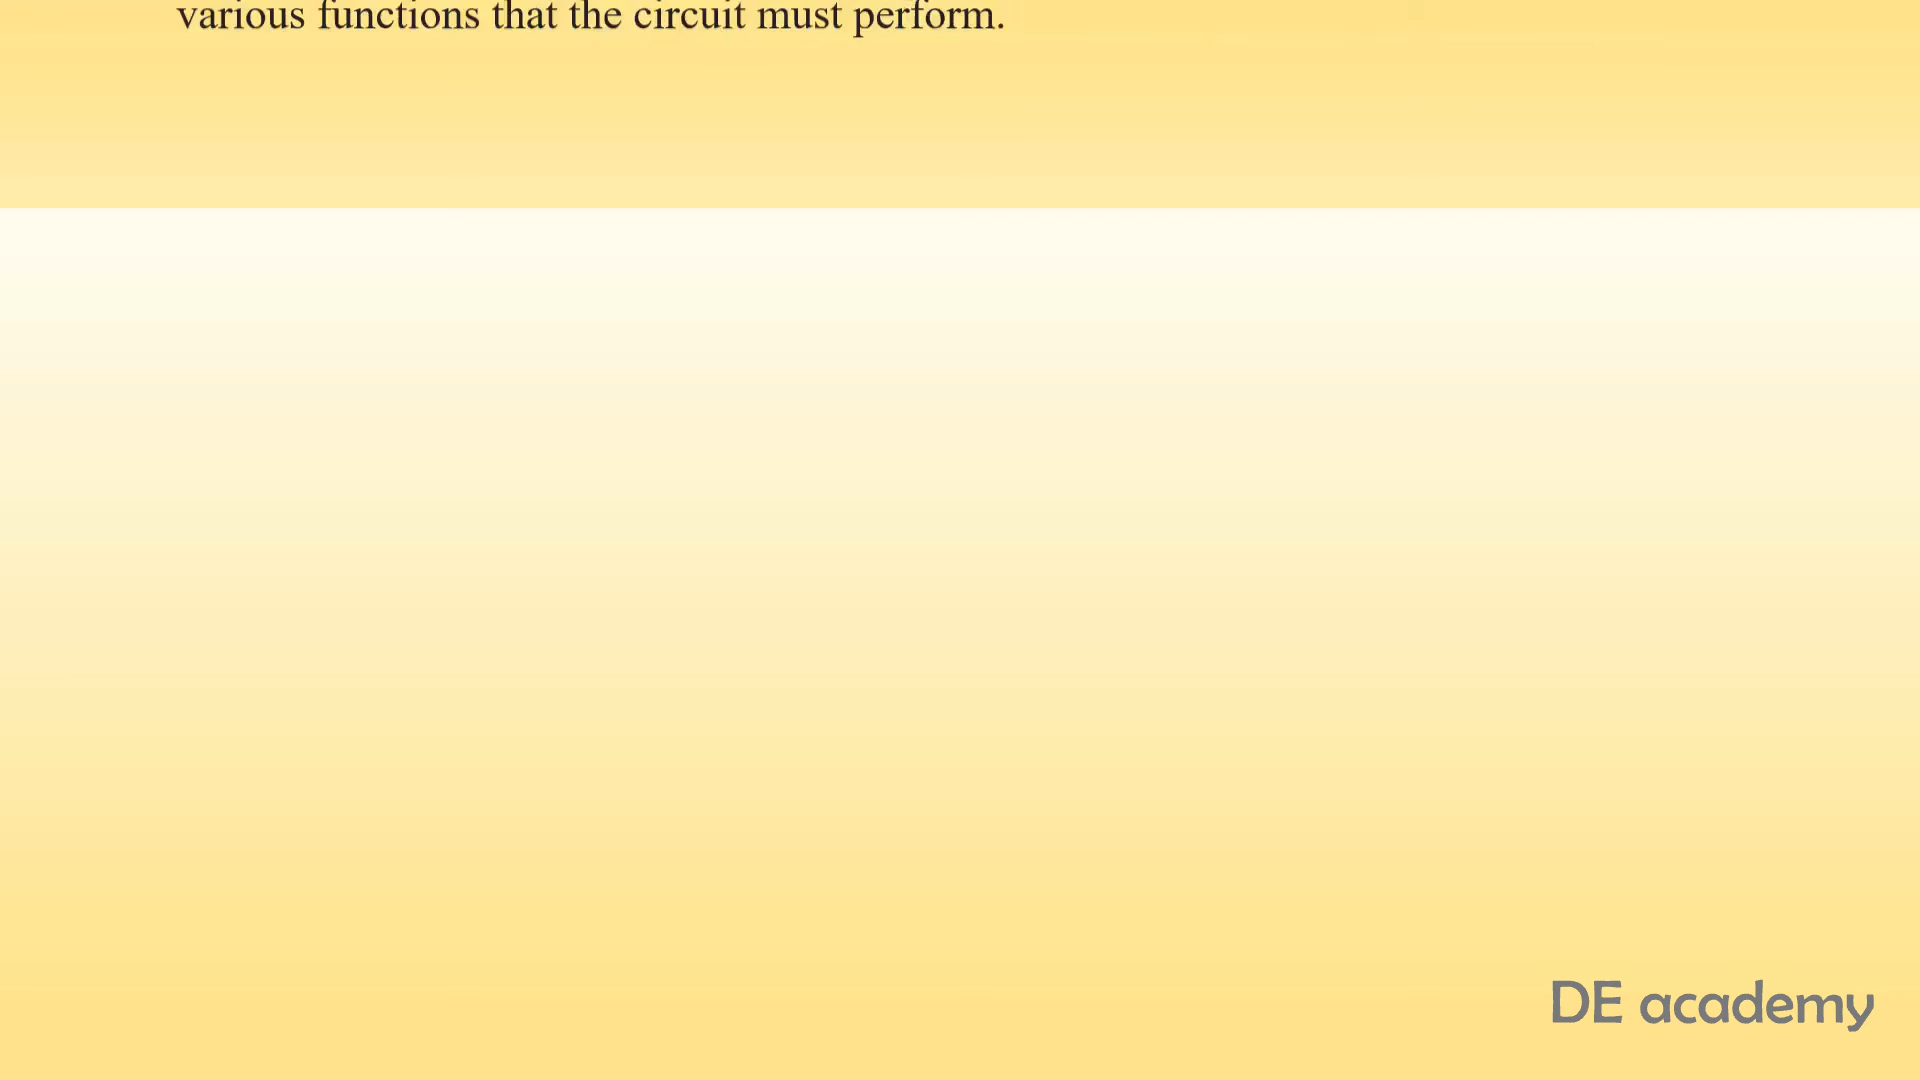 various functions that the circuit must perform.
DE academy